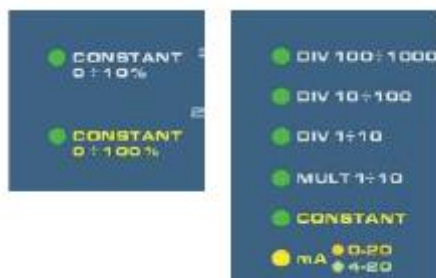 CONSTANT
0÷10%
CONSTANT
0÷100%
DIV 100÷1000
DIV 10÷100
DIV 1÷10
MULT 1÷10
CONSTANT
mA 0-20
4-20